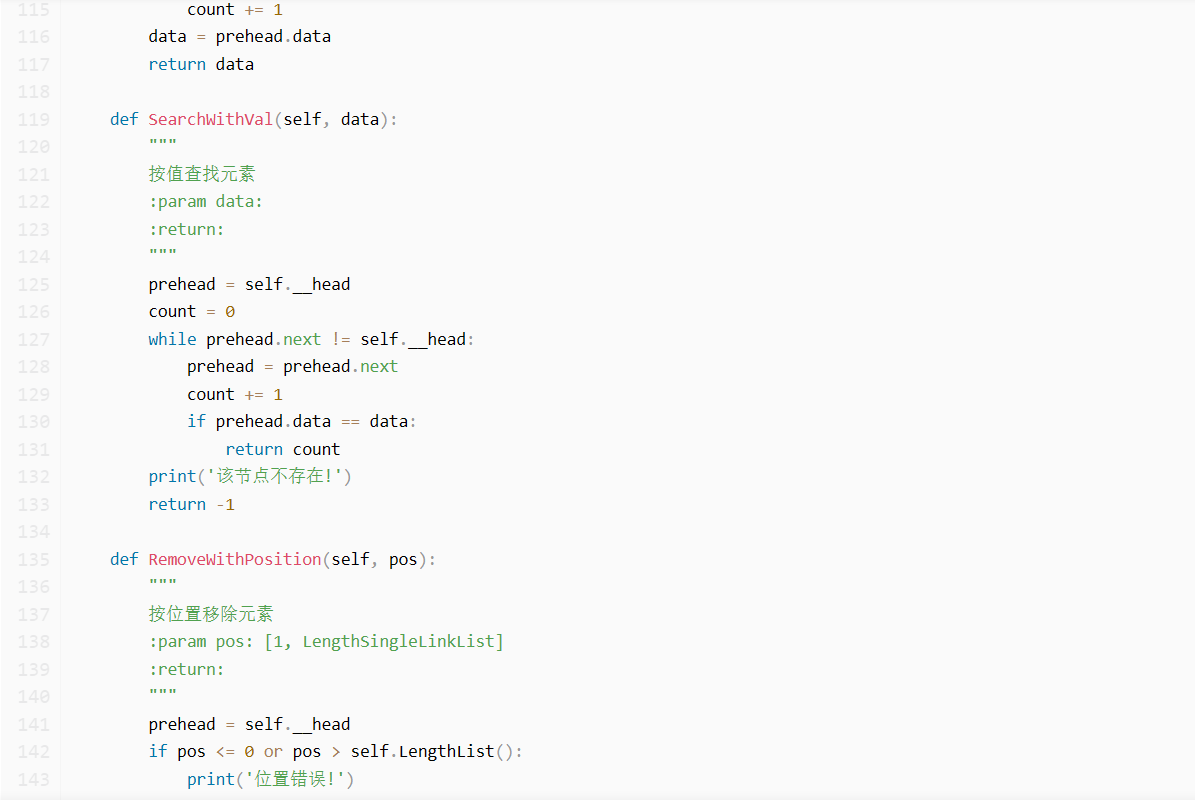 115             count += 1
116         data = prehead.data
117         return data
118
119     def SearchWithVal(self, data):
120         """
121         按值查找元素
122         :param data:
123         :return:
124         """
125         prehead = self.__head
126         count = 0
127         while prehead.next != self.__head:
128             prehead = prehead.next
129             count += 1
130             if prehead.data == data:
131                 return count
132         print('该节点不存在!')
133         return -1
134
135     def RemoveWithPosition(self, pos):
136         """
137         按位置移除元素
138         :param pos: [1, LengthSingleLinkList]
139         :return:
140         """
141         prehead = self.__head
142         if pos <= 0 or pos > self.LengthList():
143             print('位置错误!')